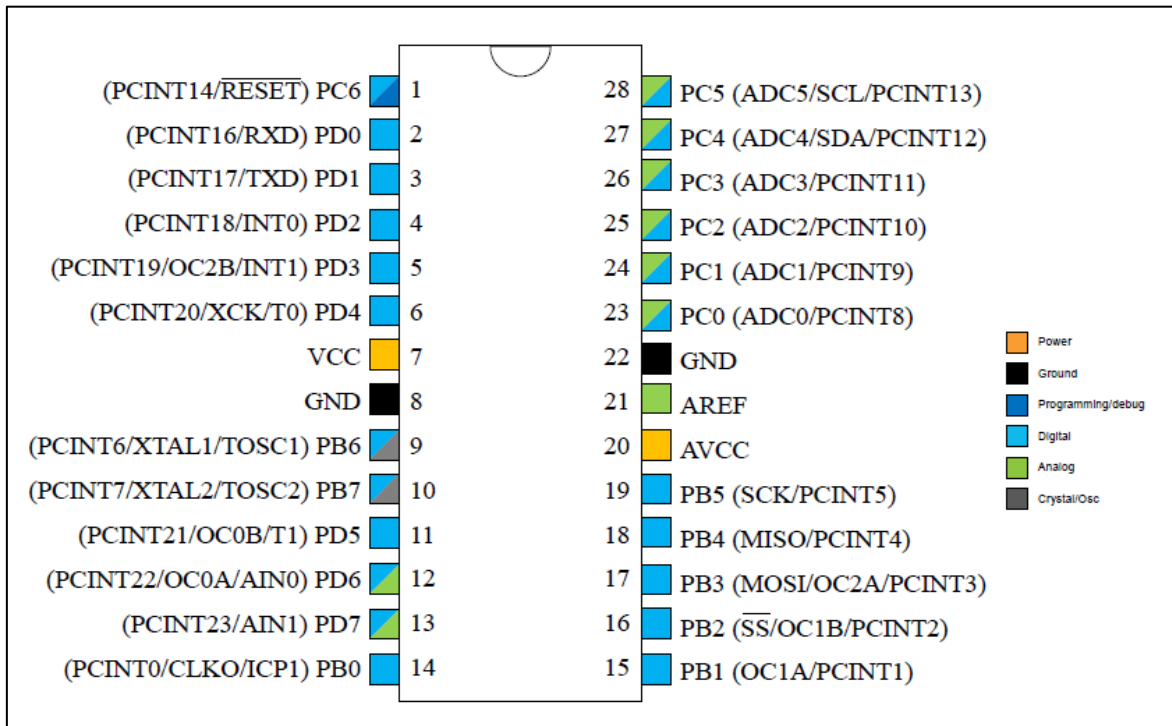 (PCINT14/RESET) PC6 1
(PCINT16/RXD) PD0 2
(PCINT17/TXD) PD1 3
(PCINT18/INT0) PD2 4
(PCINT19/OC2B/INT1) PD3 5
(PCINT20/XCK/T0) PD4 6
VCC 7
GND 8
(PCINT6/XTAL1/TOSC1) PB6 9
(PCINT7/XTAL2/TOSC2) PB7 10
(PCINT21/OC0B/T1) PD5 11
(PCINT22/OC0A/AIN0) PD6 12
(PCINT23/AIN1) PD7 13
(PCINT0/CLKO/ICP1) PB0 14
28 PC5 (ADC5/SCL/PCINT13)
27 PC4 (ADC4/SDA/PCINT12)
26 PC3 (ADC3/PCINT11)
25 PC2 (ADC2/PCINT10)
24 PC1 (ADC1/PCINT9)
23 PC0 (ADC0/PCINT8)
22 GND
21 AREF
20 AVCC
19 PB5 (SCK/PCINT5)
18 PB4 (MISO/PCINT4)
17 PB3 (MOSI/OC2A/PCINT3)
16 PB2 (SS/OC1B/PCINT2)
15 PB1 (OC1A/PCINT1)
Power
Ground
Programming/debug
Digital
Analog
Crystal/Osc